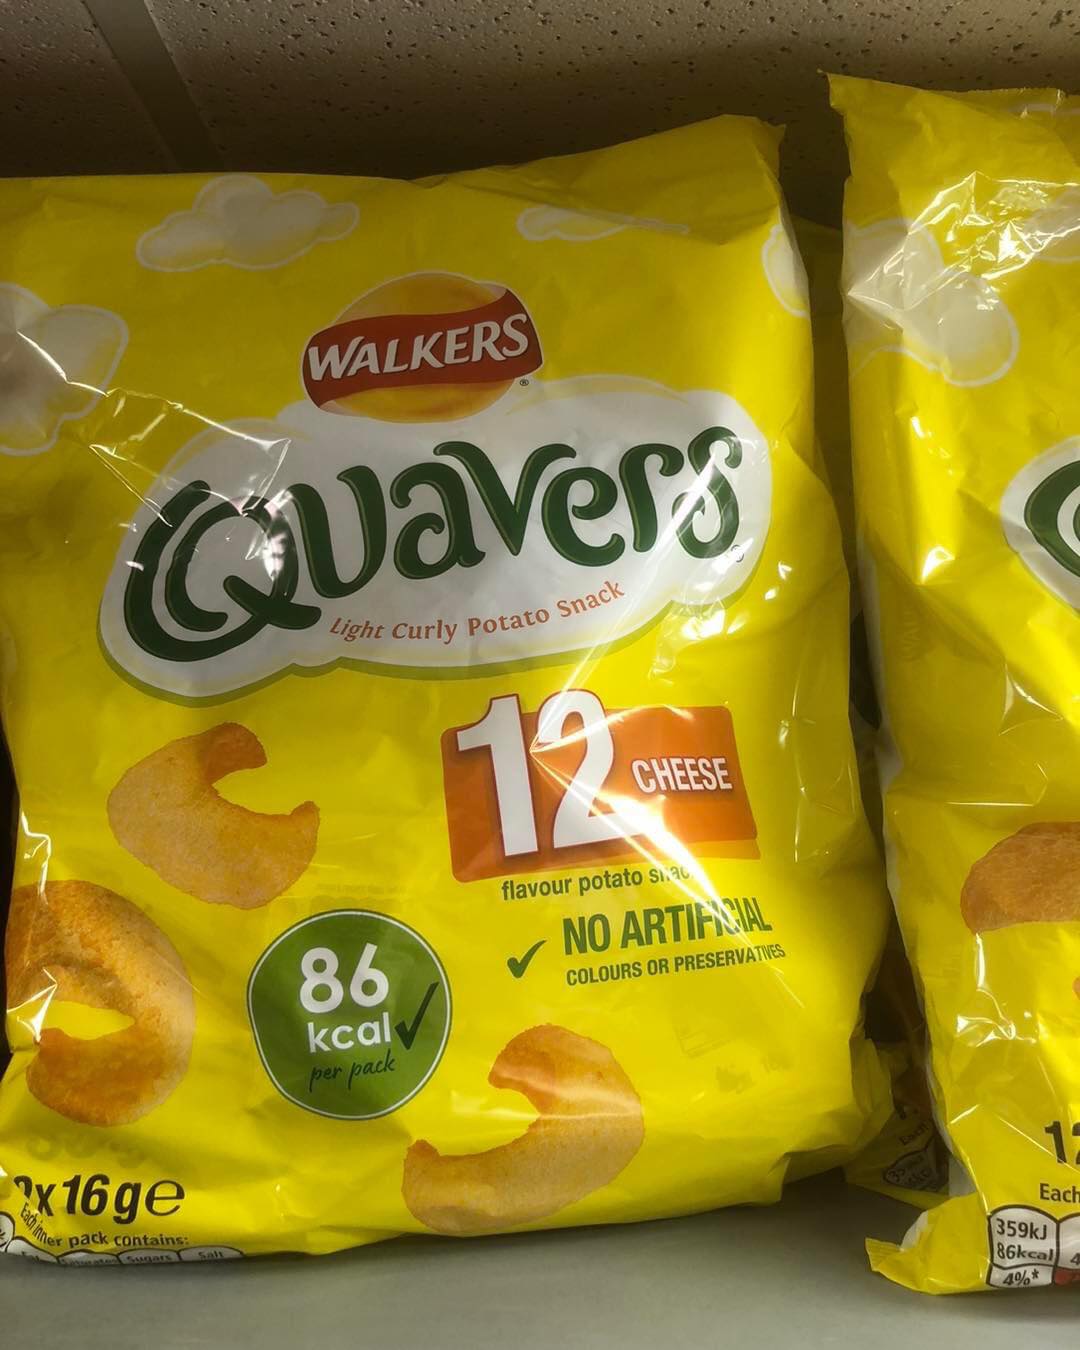 WALKERS
Quavers
Light Curly Potato Snack
12 CHEESE
flavour potato
NO ARTIFICIAL
COLOURS OR PRESERVATIVES
86
kcal
per pack
x16g e
Each inner pack contains:
Sugars Salt
Each
359kJ
86kcal
4%*